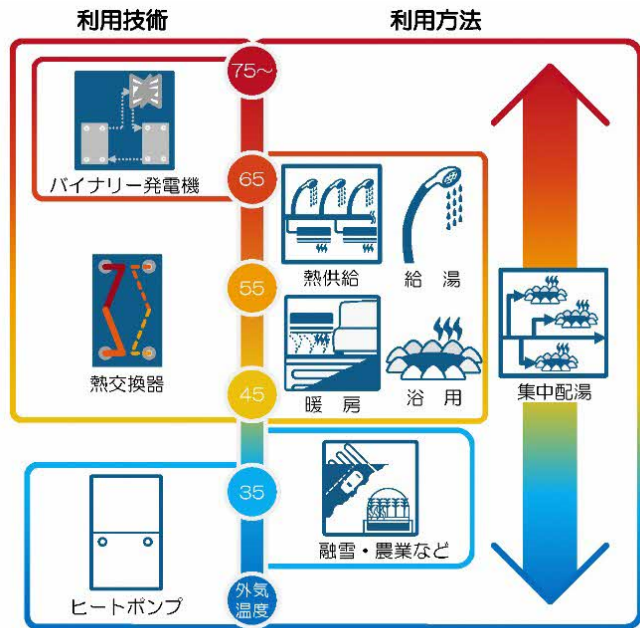 利用技術
利用方法
75〜
バイナリー発電機
65
熱供給
給湯
55
熱交換器
暖房
浴用
集中配湯
45
35
融雪・農業など
ヒートポンプ
外気
温度